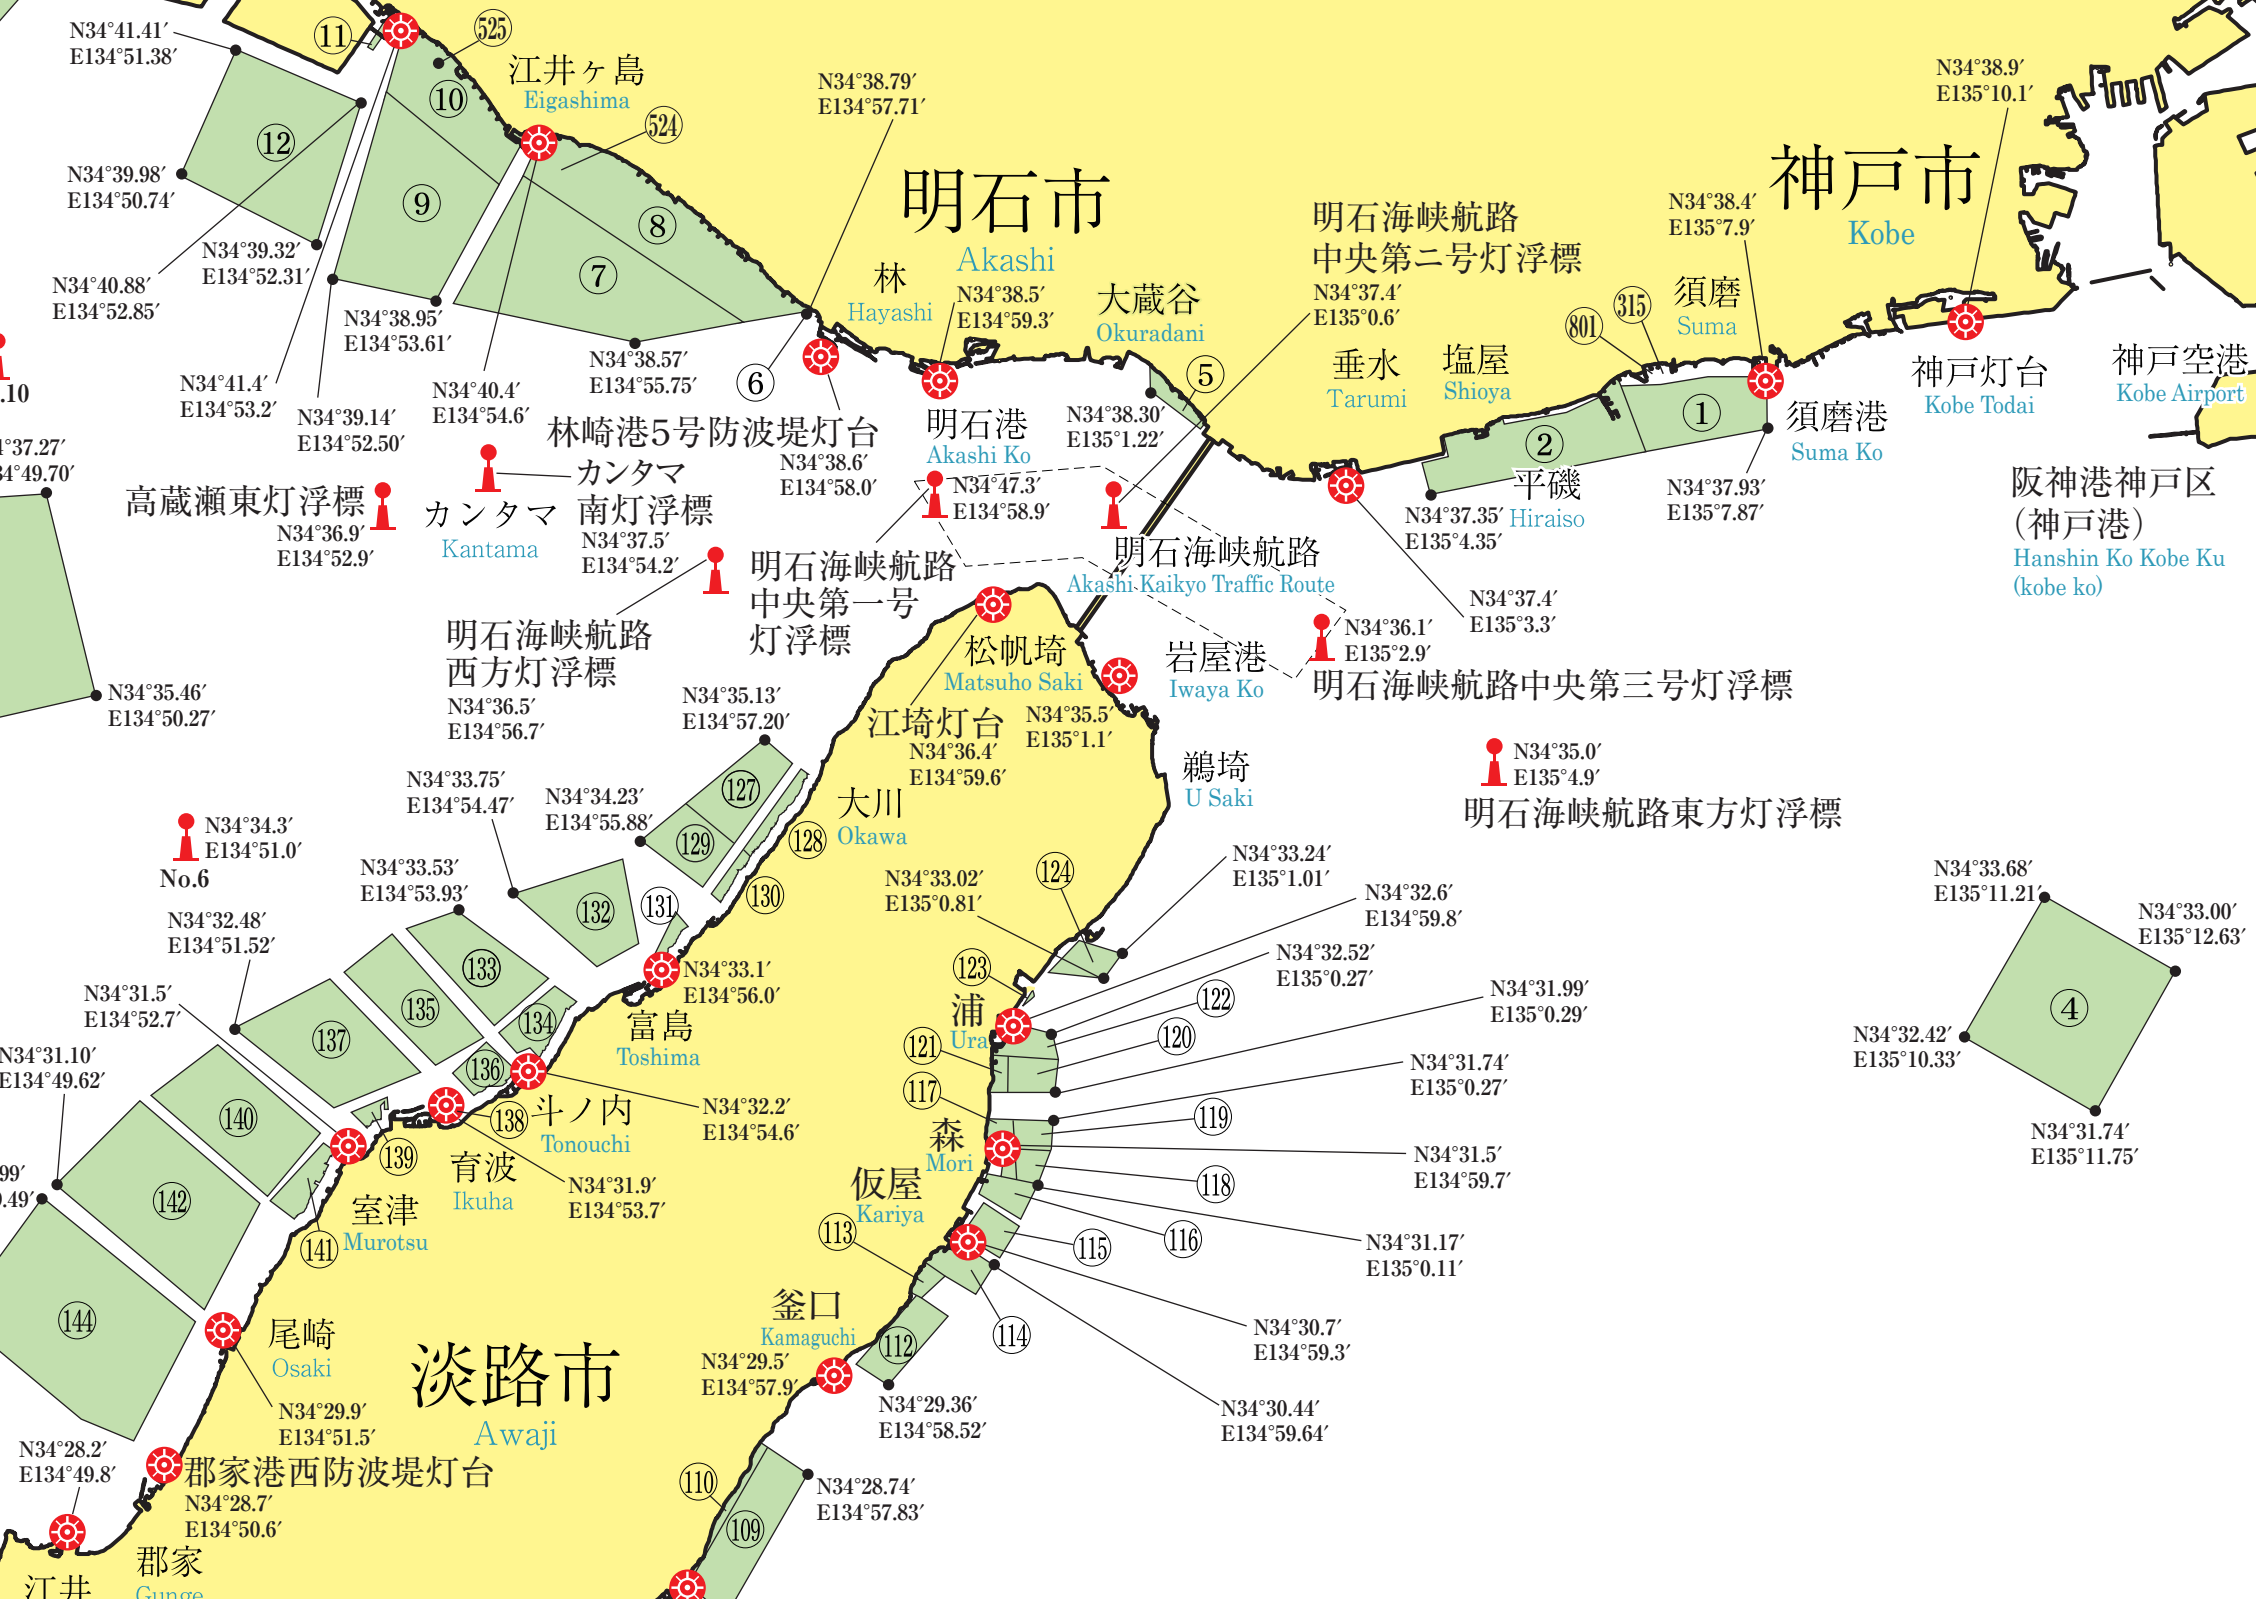 N34°41.41′
E134°51.38′
⑪
525
江井ヶ島
Eigashima
⑩
524
⑫
N34°39.98′
E134°50.74′
⑨
⑧
⑦
N34°39.32′
E134°52.31′
N34°40.88′
E134°52.85′
N34°38.95′
E134°53.61′
N34°41.4′
E134°53.2′
N34°39.14′
E134°52.50′
N34°40.4′
E134°54.6′
N34°38.57′
E134°55.75′
⑥
N34°38.79′
E134°57.71′
明石市
Akashi
林
Hayashi
N34°38.5′
E134°59.3′
大蔵谷
Okuradani
⑤
明石港
Akashi Ko
N34°38.30′
E135°1.22′
明石海峡航路
中央第二号灯浮標
N34°37.4′
E135°0.6′
神戸市
Kobe
N34°38.9′
E135°10.1′
N34°38.4′
E135°7.9′
須磨
Suma
801
315
垂水
Tarumi
塩屋
Shioya
①
②
平磯
Hiraiso
須磨港
Suma Ko
神戸灯台
Kobe Todai
神戸空港
Kobe Airport
N34°37.93′
E135°7.87′
N34°37.35′
E135°4.35′
阪神港神戸区
（神戸港）
Hanshin Ko Kobe Ku
(kobe ko)
.10
4°37.27′
34°49.70′
林崎港5号防波堤灯台
N34°38.6′
E134°58.0′
高蔵瀬東灯浮標
N34°36.9′
E134°52.9′
カンタマ
Kantama
カンタマ
南灯浮標
N34°37.5′
E134°54.2′
N34°47.3′
E134°58.9′
明石海峡航路
中央第一号
灯浮標
明石海峡航路
Akashi Kaikyo Traffic Route
N34°37.4′
E135°3.3′
明石海峡航路
西方灯浮標
N34°36.5′
E134°56.7′
松帆埼
Matsuho Saki
江埼灯台
N34°36.4′
E134°59.6′
岩屋港
Iwaya Ko
N34°35.5′
E135°1.1′
N34°36.1′
E135°2.9′
明石海峡航路中央第三号灯浮標
N34°35.46′
E134°50.27′
N34°35.13′
E134°57.20′
鵜埼
U Saki
N34°35.0′
E135°4.9′
明石海峡航路東方灯浮標
N34°33.75′
E134°54.47′
N34°34.23′
E134°55.88′
127
129
128
130
大川
Okawa
N34°34.3′
E134°51.0′
No.6
N34°33.53′
E134°53.93′
132
131
N34°32.48′
E134°51.52′
133
134
135
136
137
N34°33.1′
E134°56.0′
富島
Toshima
N34°31.5′
E134°52.7′
N34°31.10′
E134°49.62′
138
139
140
141
142
144
斗ノ内
Tonouchi
N34°32.2′
E134°54.6′
育波
Ikuha
N34°31.9′
E134°53.7′
室津
Murotsu
99′
9.49′
尾崎
Osaki
N34°29.9′
E134°51.5′
淡路市
Awaji
N34°28.2′
E134°49.8′
郡家港西防波堤灯台
N34°28.7′
E134°50.6′
郡家
Gunge
江井
N34°33.02′
E135°0.81′
124
N34°33.24′
E135°1.01′
N34°32.6′
E134°59.8′
N34°32.52′
E135°0.27′
N34°31.99′
E135°0.29′
N34°31.74′
E135°0.27′
123
浦
Ura
122
120
121
117
119
森
Mori
N34°31.5′
E134°59.7′
118
仮屋
Kariya
116
115
N34°31.17′
E135°0.11′
113
114
N34°30.7′
E134°59.3′
N34°30.44′
E134°59.64′
釜口
Kamaguchi
112
N34°29.5′
E134°57.9′
N34°29.36′
E134°58.52′
110
109
N34°28.74′
E134°57.83′
N34°33.68′
E135°11.21′
N34°33.00′
E135°12.63′
④
N34°32.42′
E135°10.33′
N34°31.74′
E135°11.75′